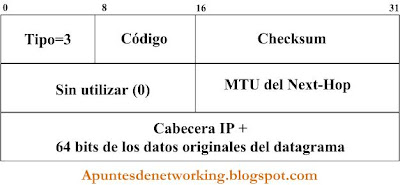 0 8 16 31
Tipo=3 Código Checksum
Sin utilizar (0) MTU del Next-Hop
Cabecera IP +
64 bits de los datos originales del datagrama
Apuntesdenetworking.blogspot.com